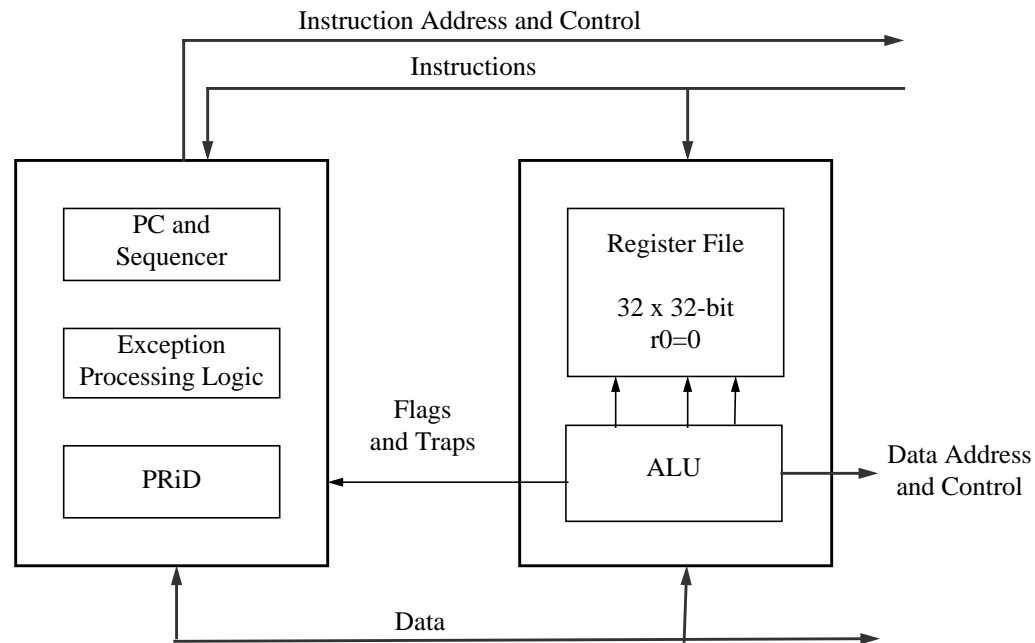 Instruction Address and Control
Instructions
PC and
Sequencer
Exception
Processing Logic
PRiD
Flags
and Traps
Register File
32 x 32-bit
r0=0
ALU
Data Address
and Control
Data